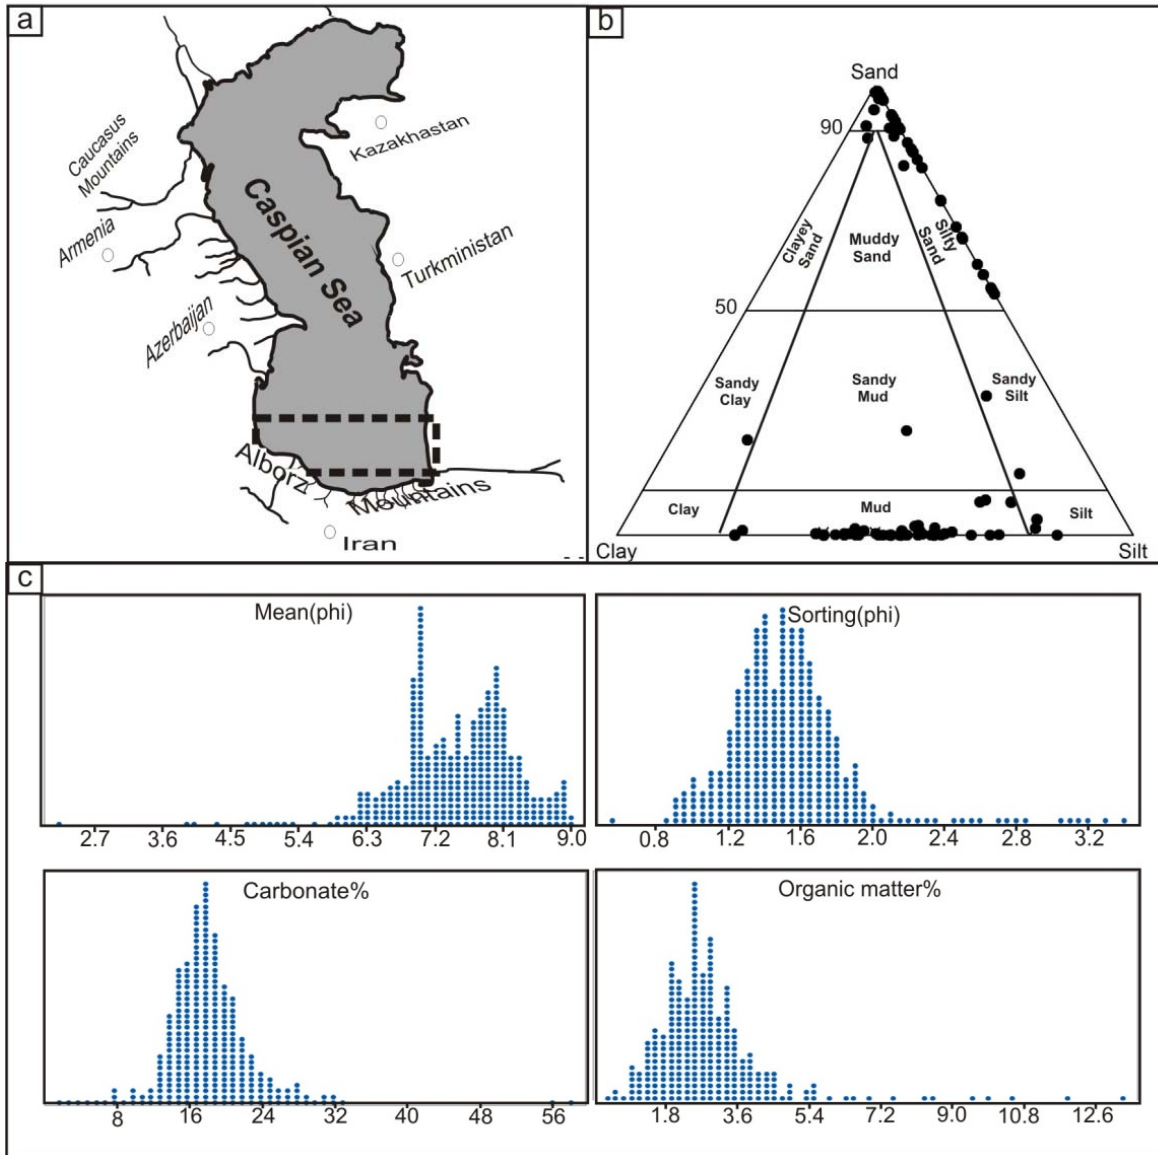 a
Caucasus
Mountains
Kazakhastan
Armenia
Caspian Sea
Turkministan
Azerbaijan
Alborz
Mountains
Iran
b
Sand
90
Clayey
Sand
Muddy
Sand
Silty
Sand
50
Sandy
Clay
Sandy
Mud
Sandy
Silt
Clay
Mud
Silt
Clay
Silt
c
Mean(phi)
2.7 3.6 4.5 5.4 6.3 7.2 8.1 9.0
Sorting(phi)
0.8 1.2 1.6 2.0 2.4 2.8 3.2
Carbonate%
8 16 24 32 40 48 56
Organic matter%
1.8 3.6 5.4 7.2 9.0 10.8 12.6